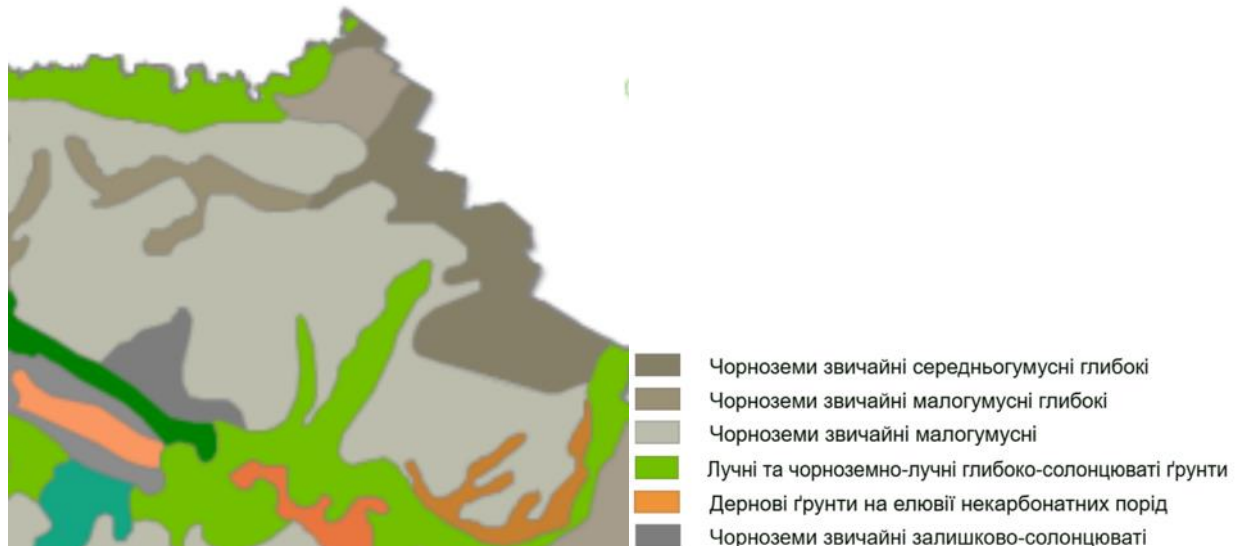 Чорноземи звичайні середньогумусні глибокі
Чорноземи звичайні малогумусні глибокі
Чорноземи звичайні малогумусні
Лучні та чорноземно-лучні глибоко-солонцюваті ґрунти
Дернові ґрунти на елювії некарбонатних порід
Чорноземи звичайні залишково-солонцюваті